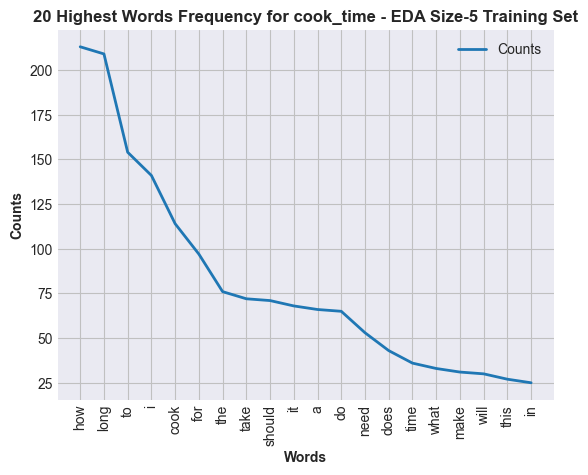 20 Highest Words Frequency for cook_time - EDA Size-5 Training Set
Counts
Counts
200
175
150
125
100
75
50
25
how
long
to
i
cook
for
the
take
should
it
a
do
need
does
time
what
make
will
this
in
Words